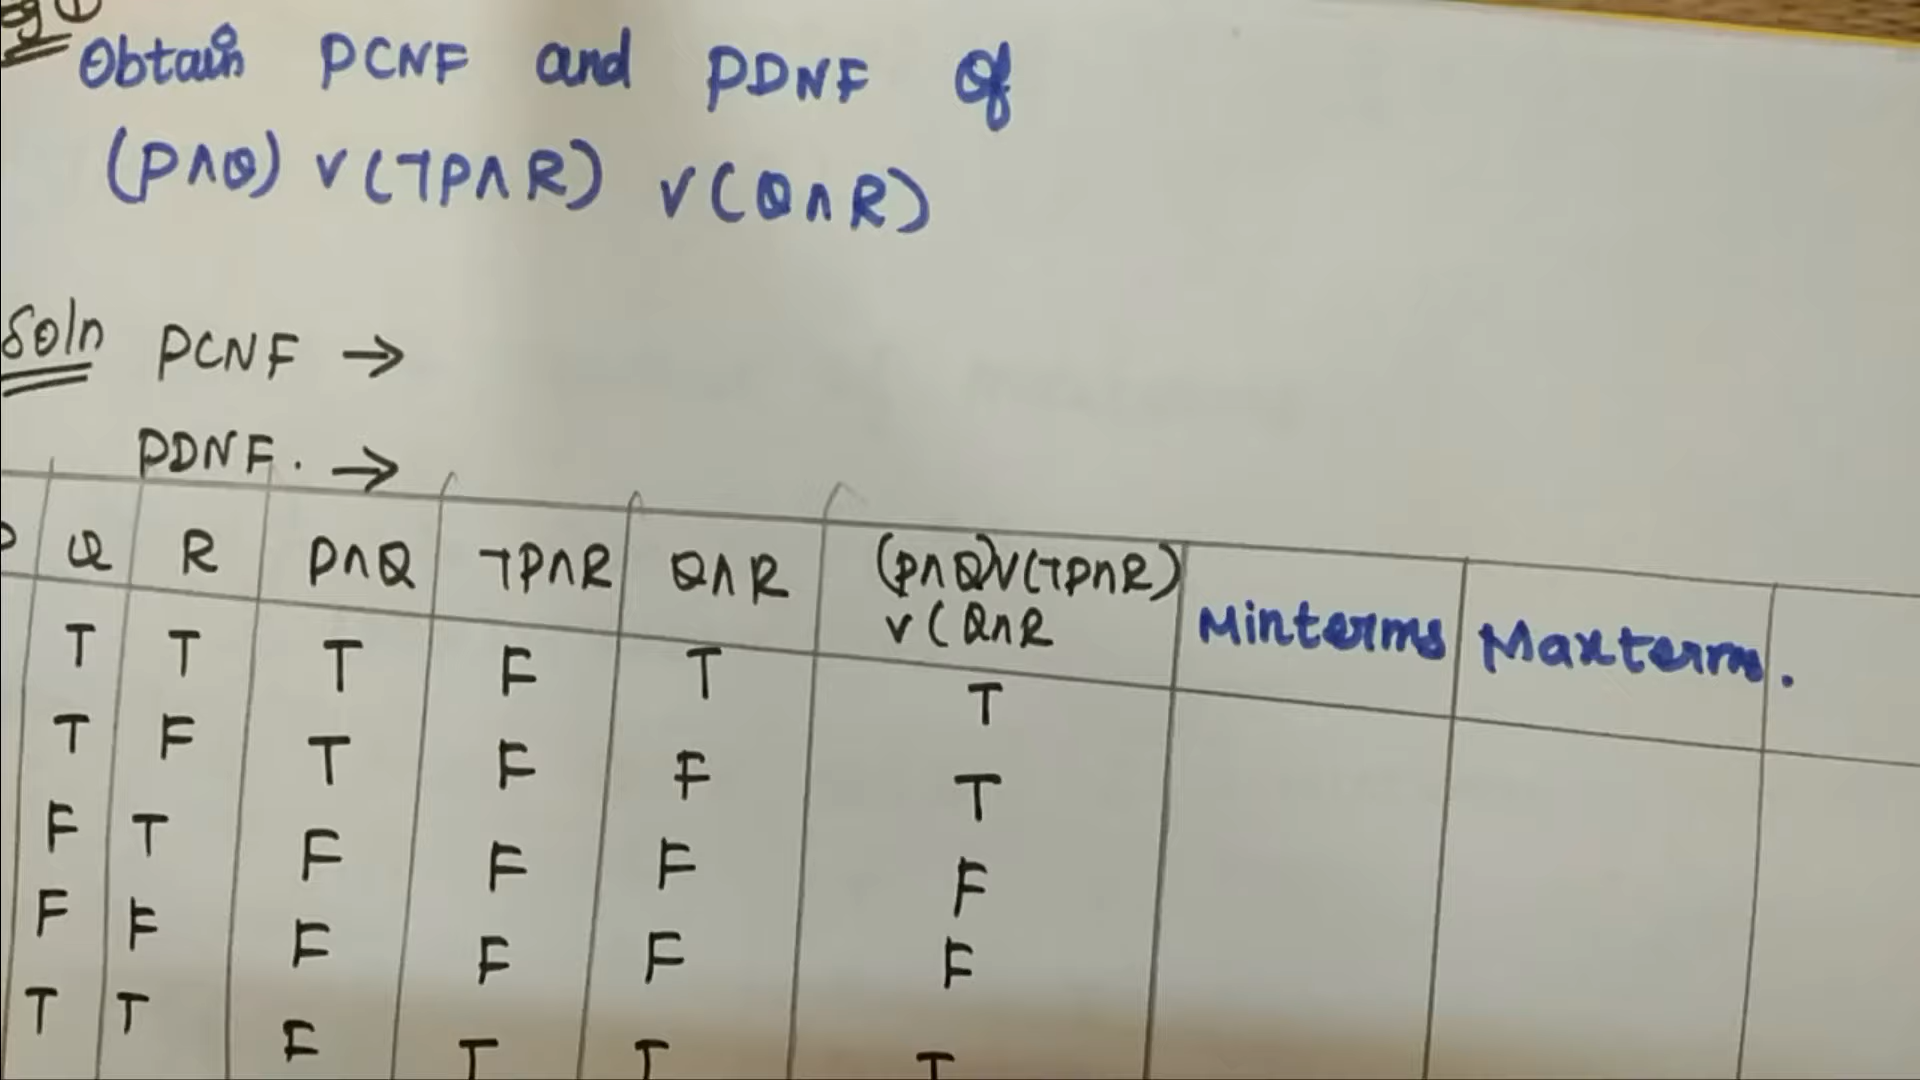 Obtain PCNF and PDNF of
(P∧Q) ∨ (¬P∧R) ∨ (Q∧R)
Soln PCNF →
PDNF. →
Q R P∧Q ¬P∧R Q∧R (P∧Q)∨(¬P∧R) Minterms Maxterm.
∨(Q∧R
T T T F T T
T F T F F T
F T F F F F
F F F F F F
T T F T T T